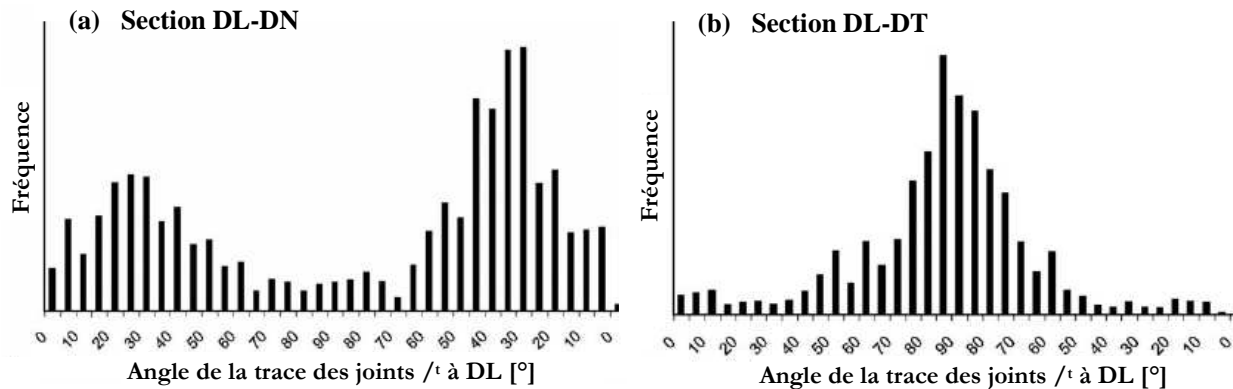 (a) Section DL-DN
Fréquence
0 10 20 30 40 50 60 70 80 90 80 70 60 50 40 30 20 10 0
Angle de la trace des joints /ᵗ à DL [°]
(b) Section DL-DT
Fréquence
0 10 20 30 40 50 60 70 80 90 80 70 60 50 40 30 20 10 0
Angle de la trace des joints /ᵗ à DL [°]